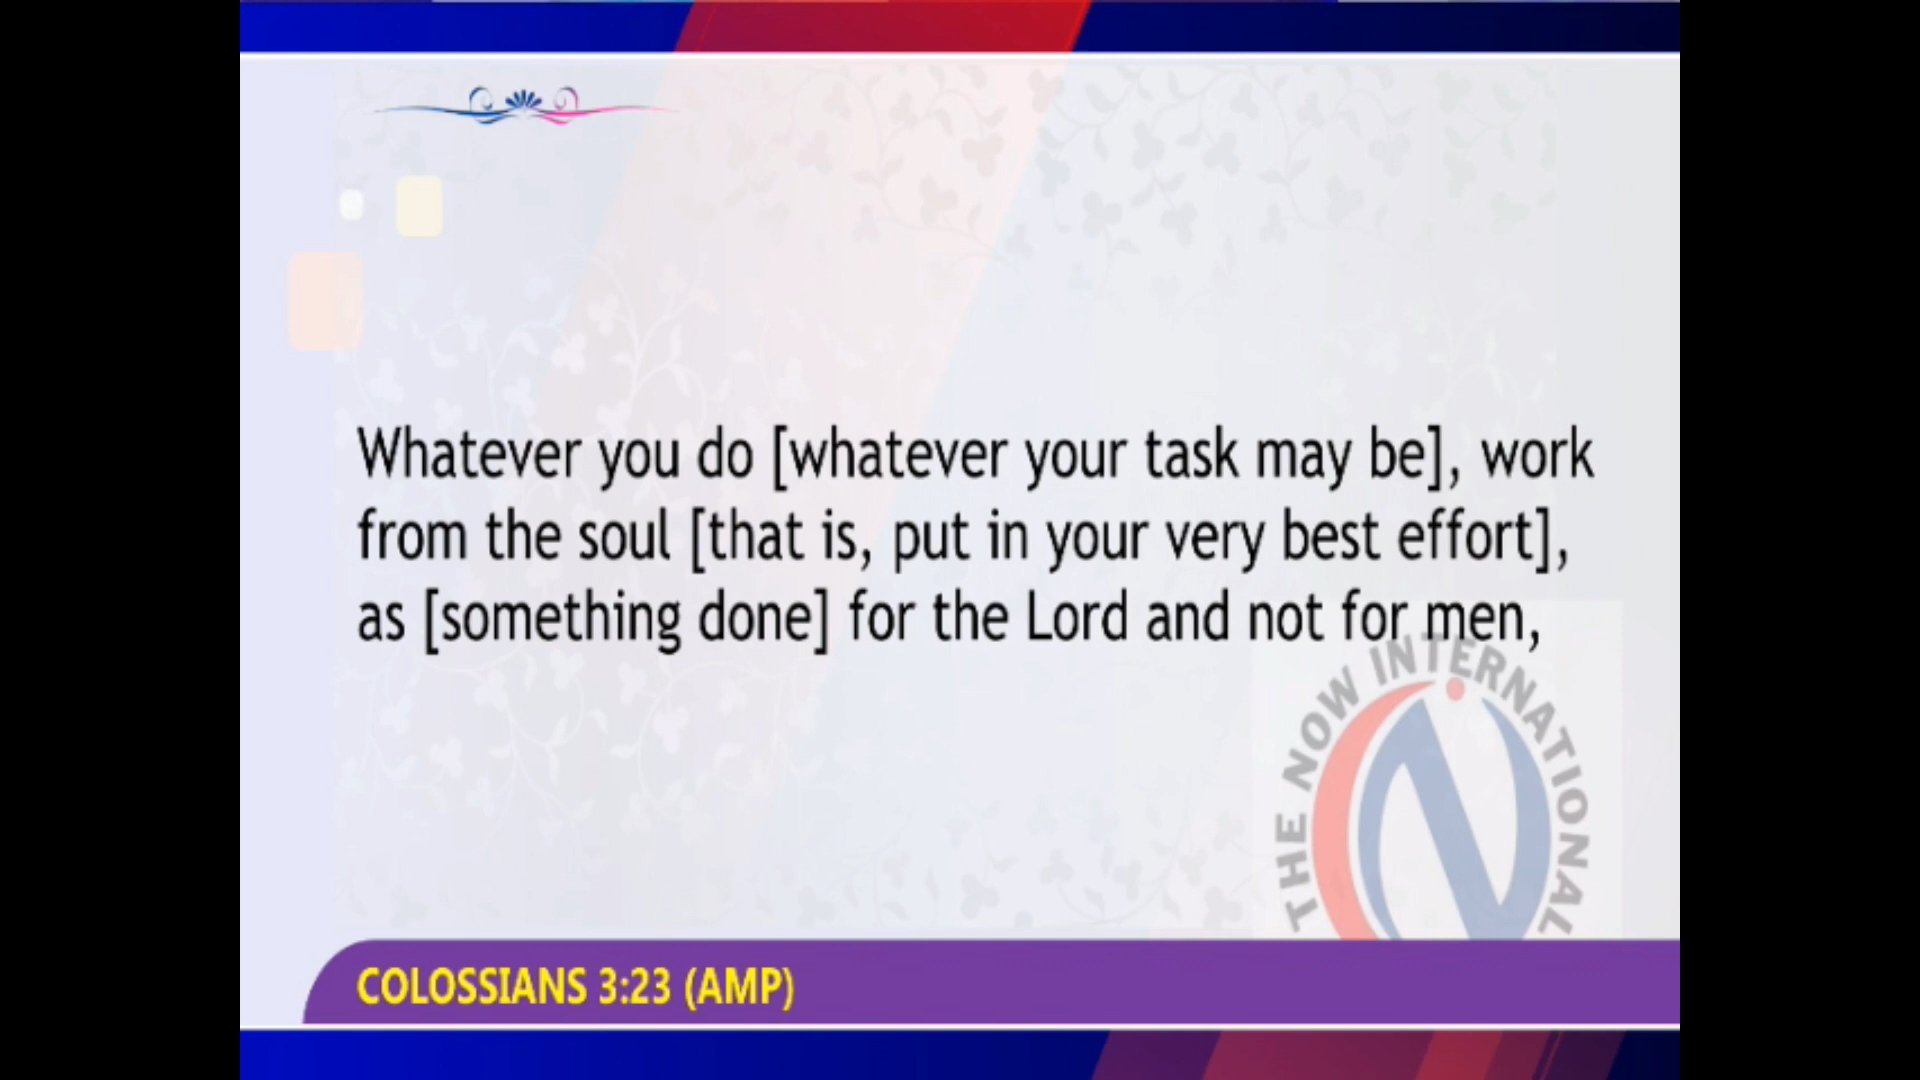 Whatever you do [whatever your task may be], work
from the soul [that is, put in your very best effort],
as [something done] for the Lord and not for men,
THE NOW INTERNATIONAL
COLOSSIANS 3:23 (AMP)